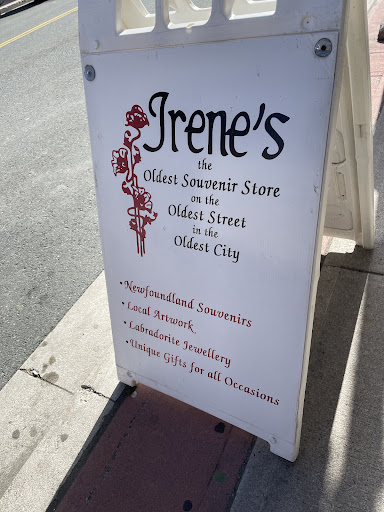 Irene's
the
Oldest Souvenir Store
on the
Oldest Street
in the
Oldest City
• Newfoundland Souvenirs
• Local Artwork
• Labradorite Jewellery
• Unique Gifts for all Occasions